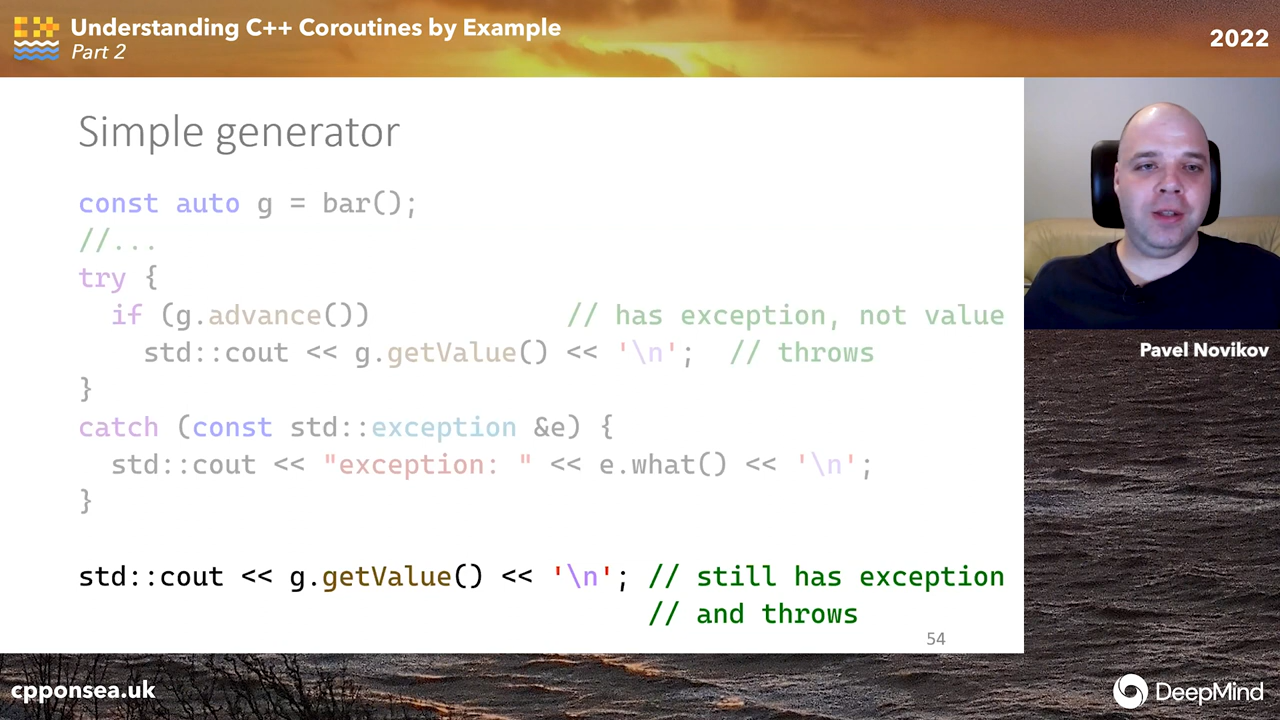 Understanding C++ Coroutines by Example
Part 2
2022
Simple generator
const auto g = bar();
//...
try {
  if (g.advance()) // has exception, not value
    std::cout << g.getValue() << '\n'; // throws
}
catch (const std::exception &e) {
  std::cout << "exception: " << e.what() << '\n';
}
std::cout << g.getValue() << '\n'; // still has exception
// and throws
54
Pavel Novikov
cpponsea.uk
DeepMind